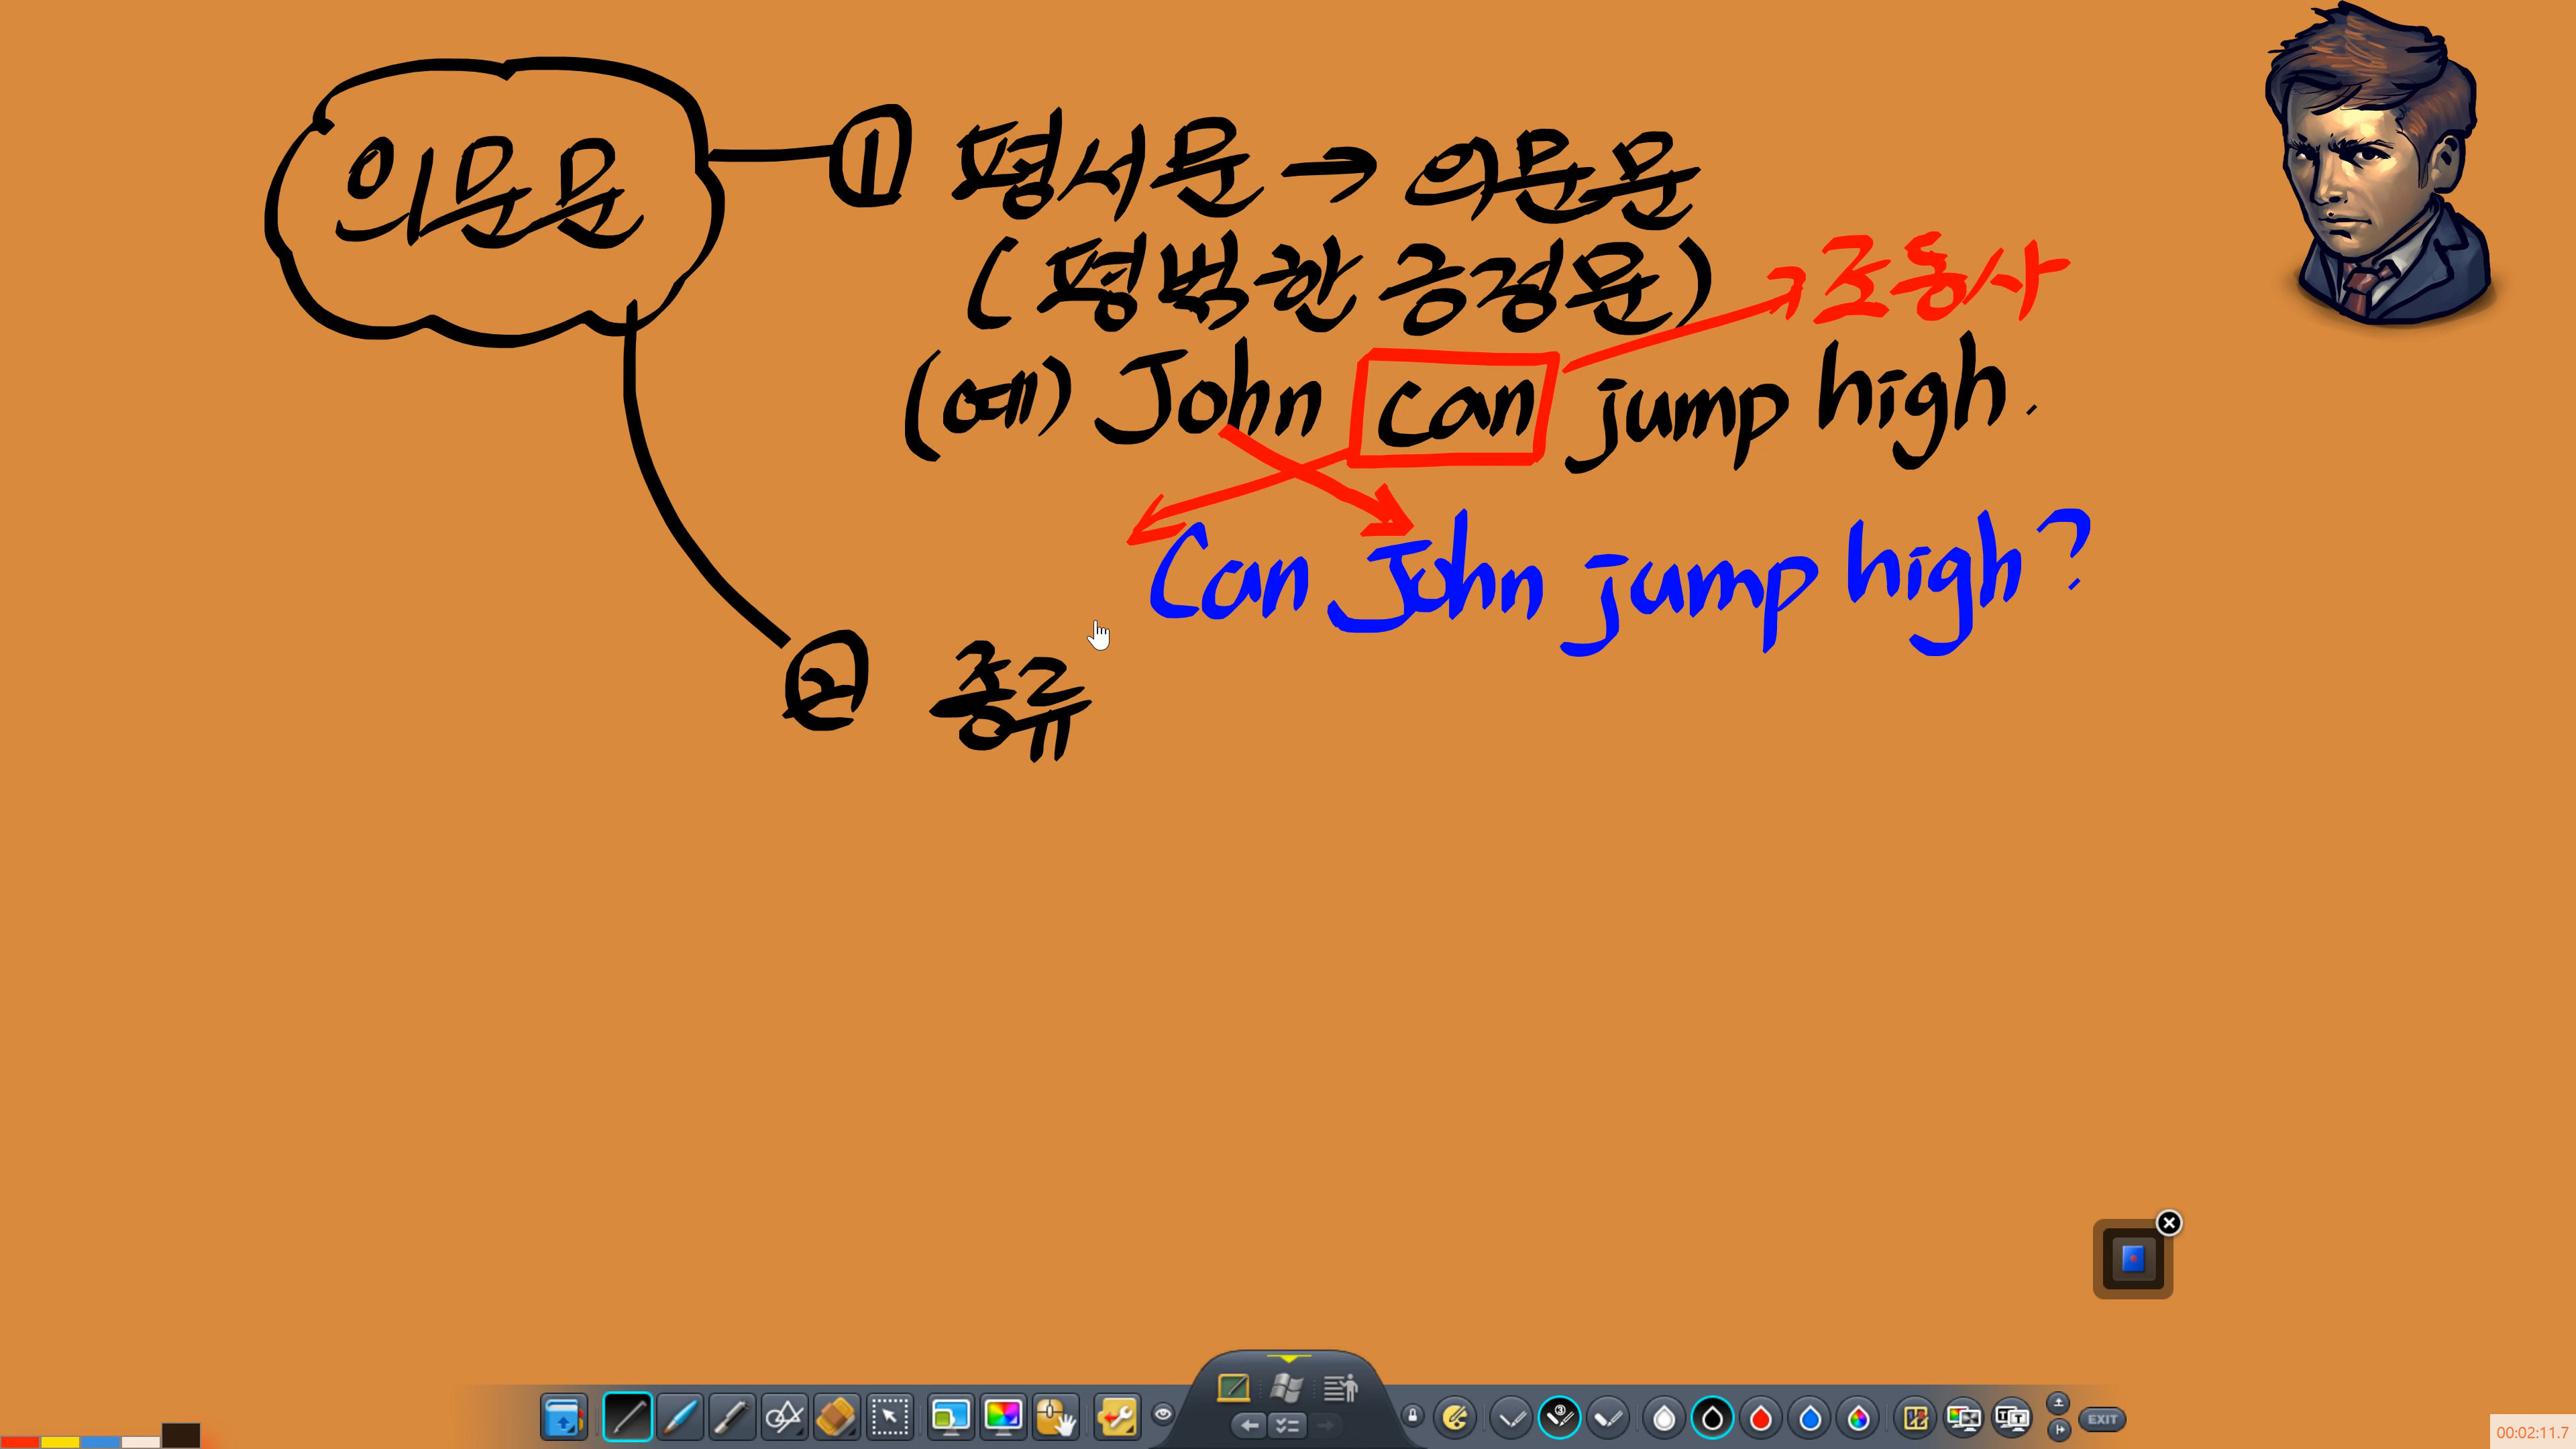 의문문
① 평서문 → 의문문
(평범한 긍정문)
조동사
(예) John can jump high.
Can John jump high?
② 종류
EXIT
00:02:11.7